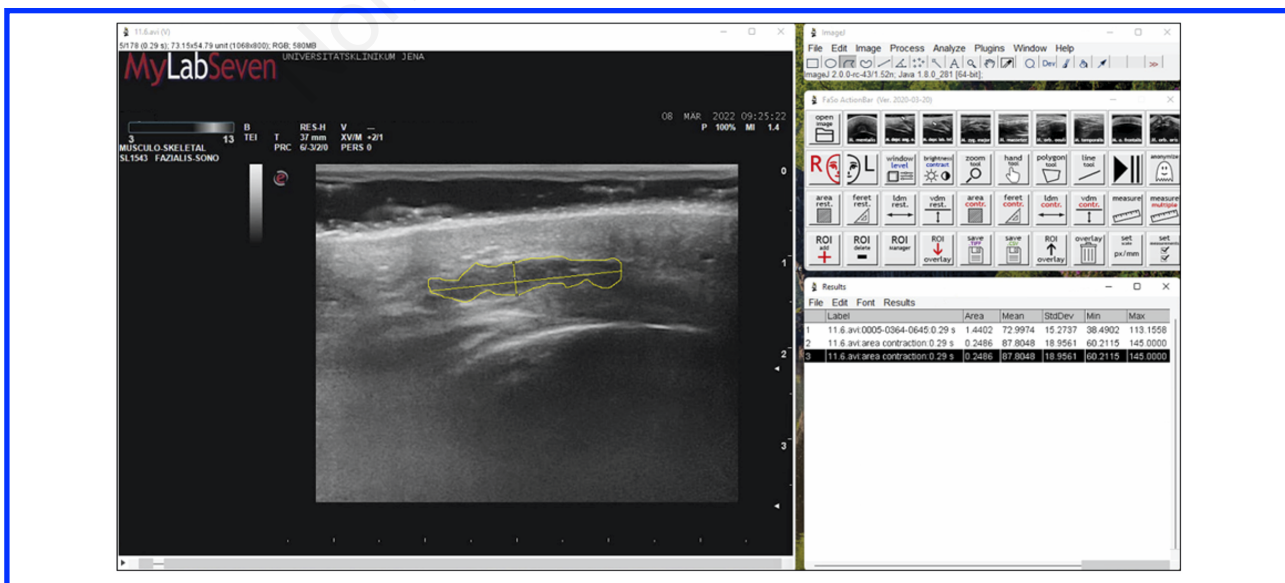 11.6.avi (V)
5/178 (0.29 s); 73.15x54.79 unit (1068x800); RGB; 580MB
UNIVERSITATSKLINIKUM JENA
MyLabSeven
08 MAR 2022 09:25:22
P 100% MI 1.4
B RES-H V ---
TEI T 37 mm XV/M +2/1
PRC 6/-3/2/0 PERS 0
3 13
MUSCULO-SKELETAL
SL1543 FAZIALIS-SONO
0
1
2
3
ImageJ
File Edit Image Process Analyze Plugins Window Help
Dev
ImageJ 2.0.0-rc-43/1.52n; Java 1.8.0_281 [64-bit];
FaSo ActionBar (Ver. 2020-03-20)
open image
R L window level brightness contrast zoom tool hand tool polygon tool line tool anonymize
area rest. feret rest. ldm rest. vdm rest. area contr. feret contr. ldm contr. vdm contr. measure measure multiple
ROI add ROI delete ROI manager ROI overlay save .TIFF save .CSV ROI overlay overlay set scale px/mm set
Results
File Edit Font Results
Label Area Mean StdDev Min Max
1 11.6.avi:0005-0364-0645:0.29 s 1.4402 72.9974 15.2737 38.4902 113.1558
2 11.6.avi:area contraction:0.29 s 0.2486 87.8048 18.9561 60.2115 145.0000
3 11.6.avi:area contraction:0.29 s 0.2486 87.8048 18.9561 60.2115 145.0000